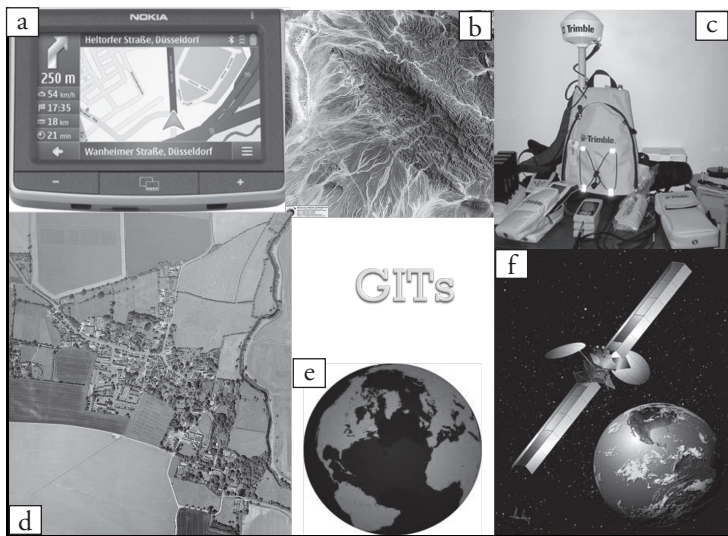 a
NOKIA
Heltorfer Straße, Düsseldorf
250 m
54 km/h
17:35
18 km
21 min
Wanheimer Straße, Düsseldorf
b
c
Trimble
Trimble.
GITs
d
e
f